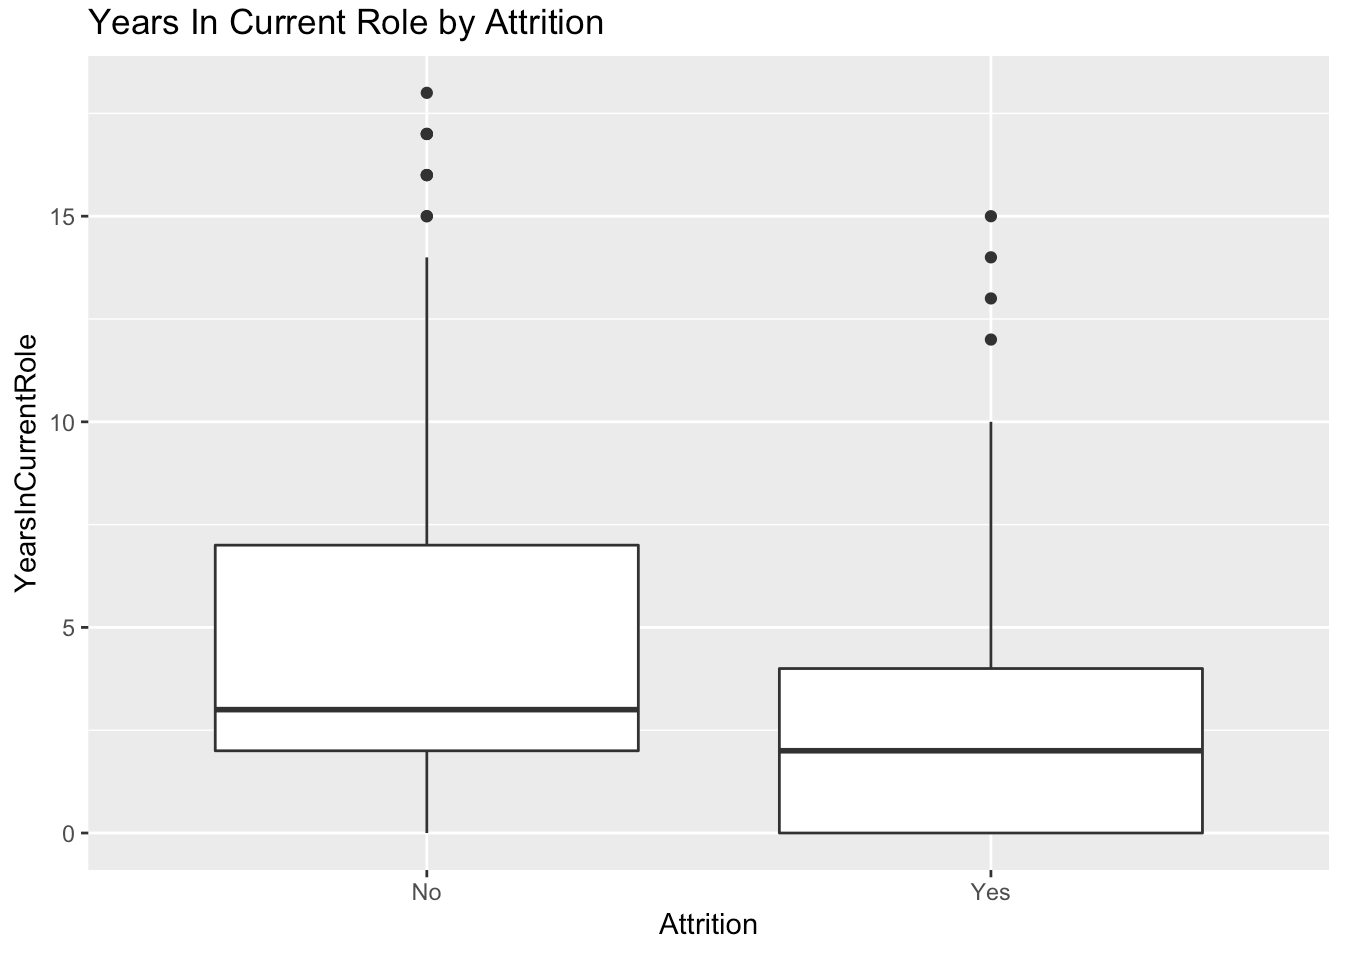 Years In Current Role by Attrition
YearsInCurrentRole
15
10
5
0
No
Yes
Attrition